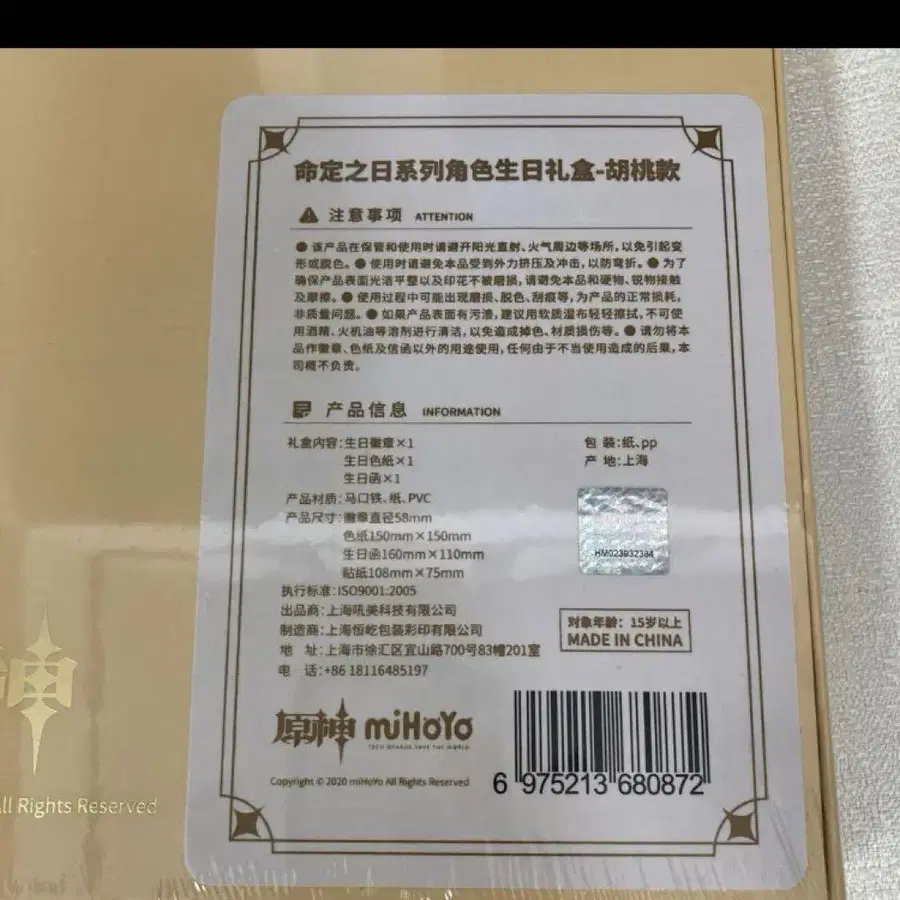 命定之日系列角色生日礼盒-胡桃款
注意事项 ATTENTION
● 该产品在保管和使用时请避开阳光直射、火气周边等场所，以免引起变
形或脱色。● 使用时请避免本品受到外力挤压及冲击，以防弯折。● 为了
确保产品表面光洁平整以及印花不被磨损，请避免本品和硬物、锐物接触
及摩擦。● 使用过程中可能出现磨损、脱色、刮痕等，为产品的正常损耗，
非质量问题。● 如果产品表面有污渍，建议用软质湿布轻轻擦拭，不可使
用酒精、火机油等溶剂进行清洁，以免造成掉色、材质损伤等。● 请勿将本
品作徽章、色纸及信函以外的用途使用，任何由于不当使用造成的后果，本
司概不负责。
产品信息 INFORMATION
礼盒内容：生日徽章×1
生日色纸×1
生日函×1
产品材质：马口铁、纸、PVC
产品尺寸：徽章直径58mm
色纸150mm×150mm
生日函160mm×110mm
贴纸108mm×75mm
执行标准：ISO9001:2005
出品商：上海吼美科技有限公司
制造商：上海恒屹包装彩印有限公司
地 址：上海市徐汇区宜山路700号83幢201室
电 话：+86 18116485197
包 装：纸、pp
产 地：上海
HM023932384
对象年龄：15岁以上
MADE IN CHINA
原神 miHoYo
TECH OTAKUS SAVE THE WORLD
Copyright © 2020 miHoYo All Rights Reserved
6 975213 680872
神
All Rights Reserved